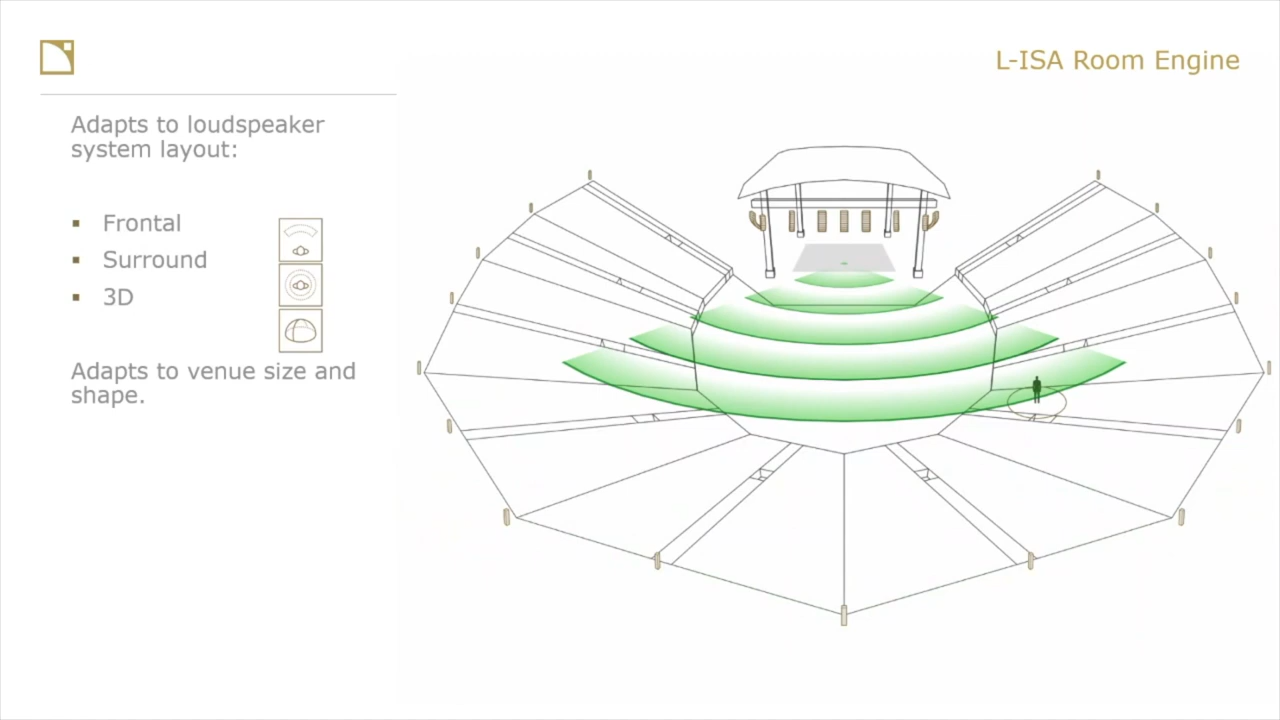 L-ISA Room Engine
Adapts to loudspeaker
system layout:
Frontal
Surround
3D
Adapts to venue size and
shape.